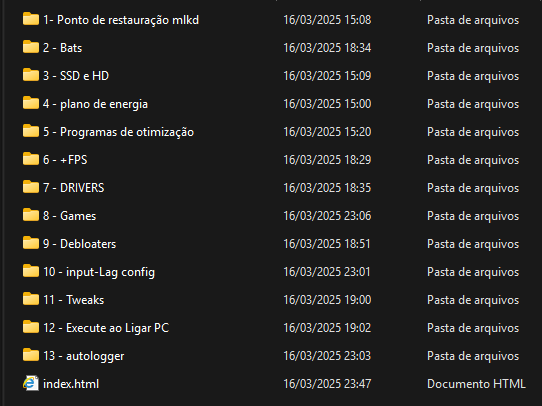 1- Ponto de restauração mlkd 16/03/2025 15:08 Pasta de arquivos
2 - Bats 16/03/2025 18:34 Pasta de arquivos
3 - SSD e HD 16/03/2025 15:09 Pasta de arquivos
4 - plano de energia 16/03/2025 15:00 Pasta de arquivos
5 - Programas de otimização 16/03/2025 15:20 Pasta de arquivos
6 - +FPS 16/03/2025 18:29 Pasta de arquivos
7 - DRIVERS 16/03/2025 18:35 Pasta de arquivos
8 - Games 16/03/2025 23:06 Pasta de arquivos
9 - Debloaters 16/03/2025 18:51 Pasta de arquivos
10 - input-Lag config 16/03/2025 23:01 Pasta de arquivos
11 - Tweaks 16/03/2025 19:00 Pasta de arquivos
12 - Execute ao Ligar PC 16/03/2025 19:02 Pasta de arquivos
13 - autologger 16/03/2025 23:03 Pasta de arquivos
index.html 16/03/2025 23:47 Documento HTML